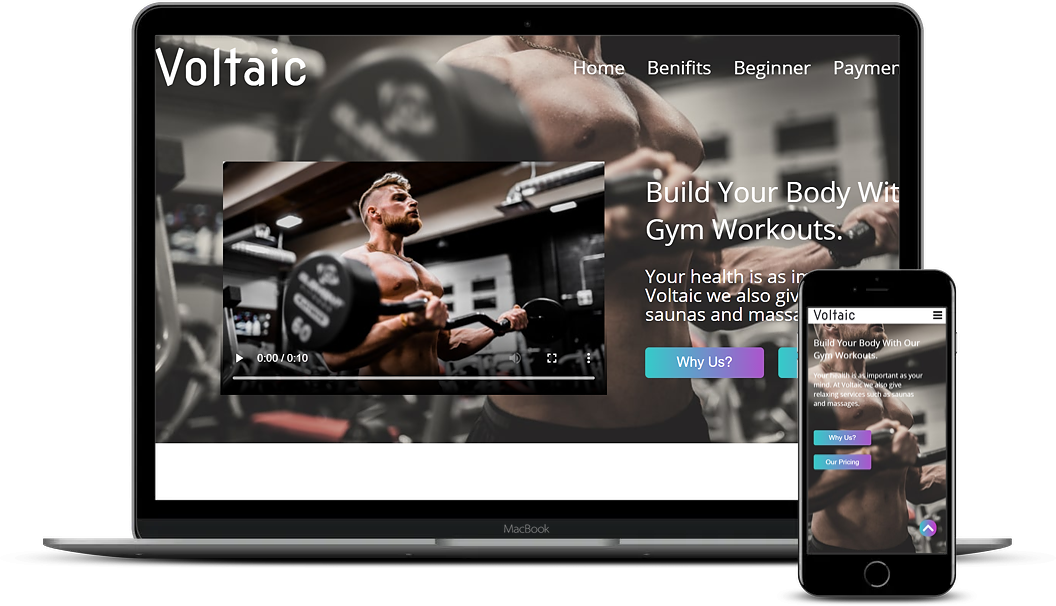 Voltaic
Home Benifits Beginner Paymen
Build Your Body Wit
Gym Workouts.
Your health is as im
Voltaic we also giv
saunas and massa
Why Us?
0:00 / 0:10
60
MacBook
Voltaic
Build Your Body With Our
Gym Workouts.
Your health is as important as your
mind. At Voltaic we also give
relaxing services such as saunas
and massages.
Why Us?
Our Pricing